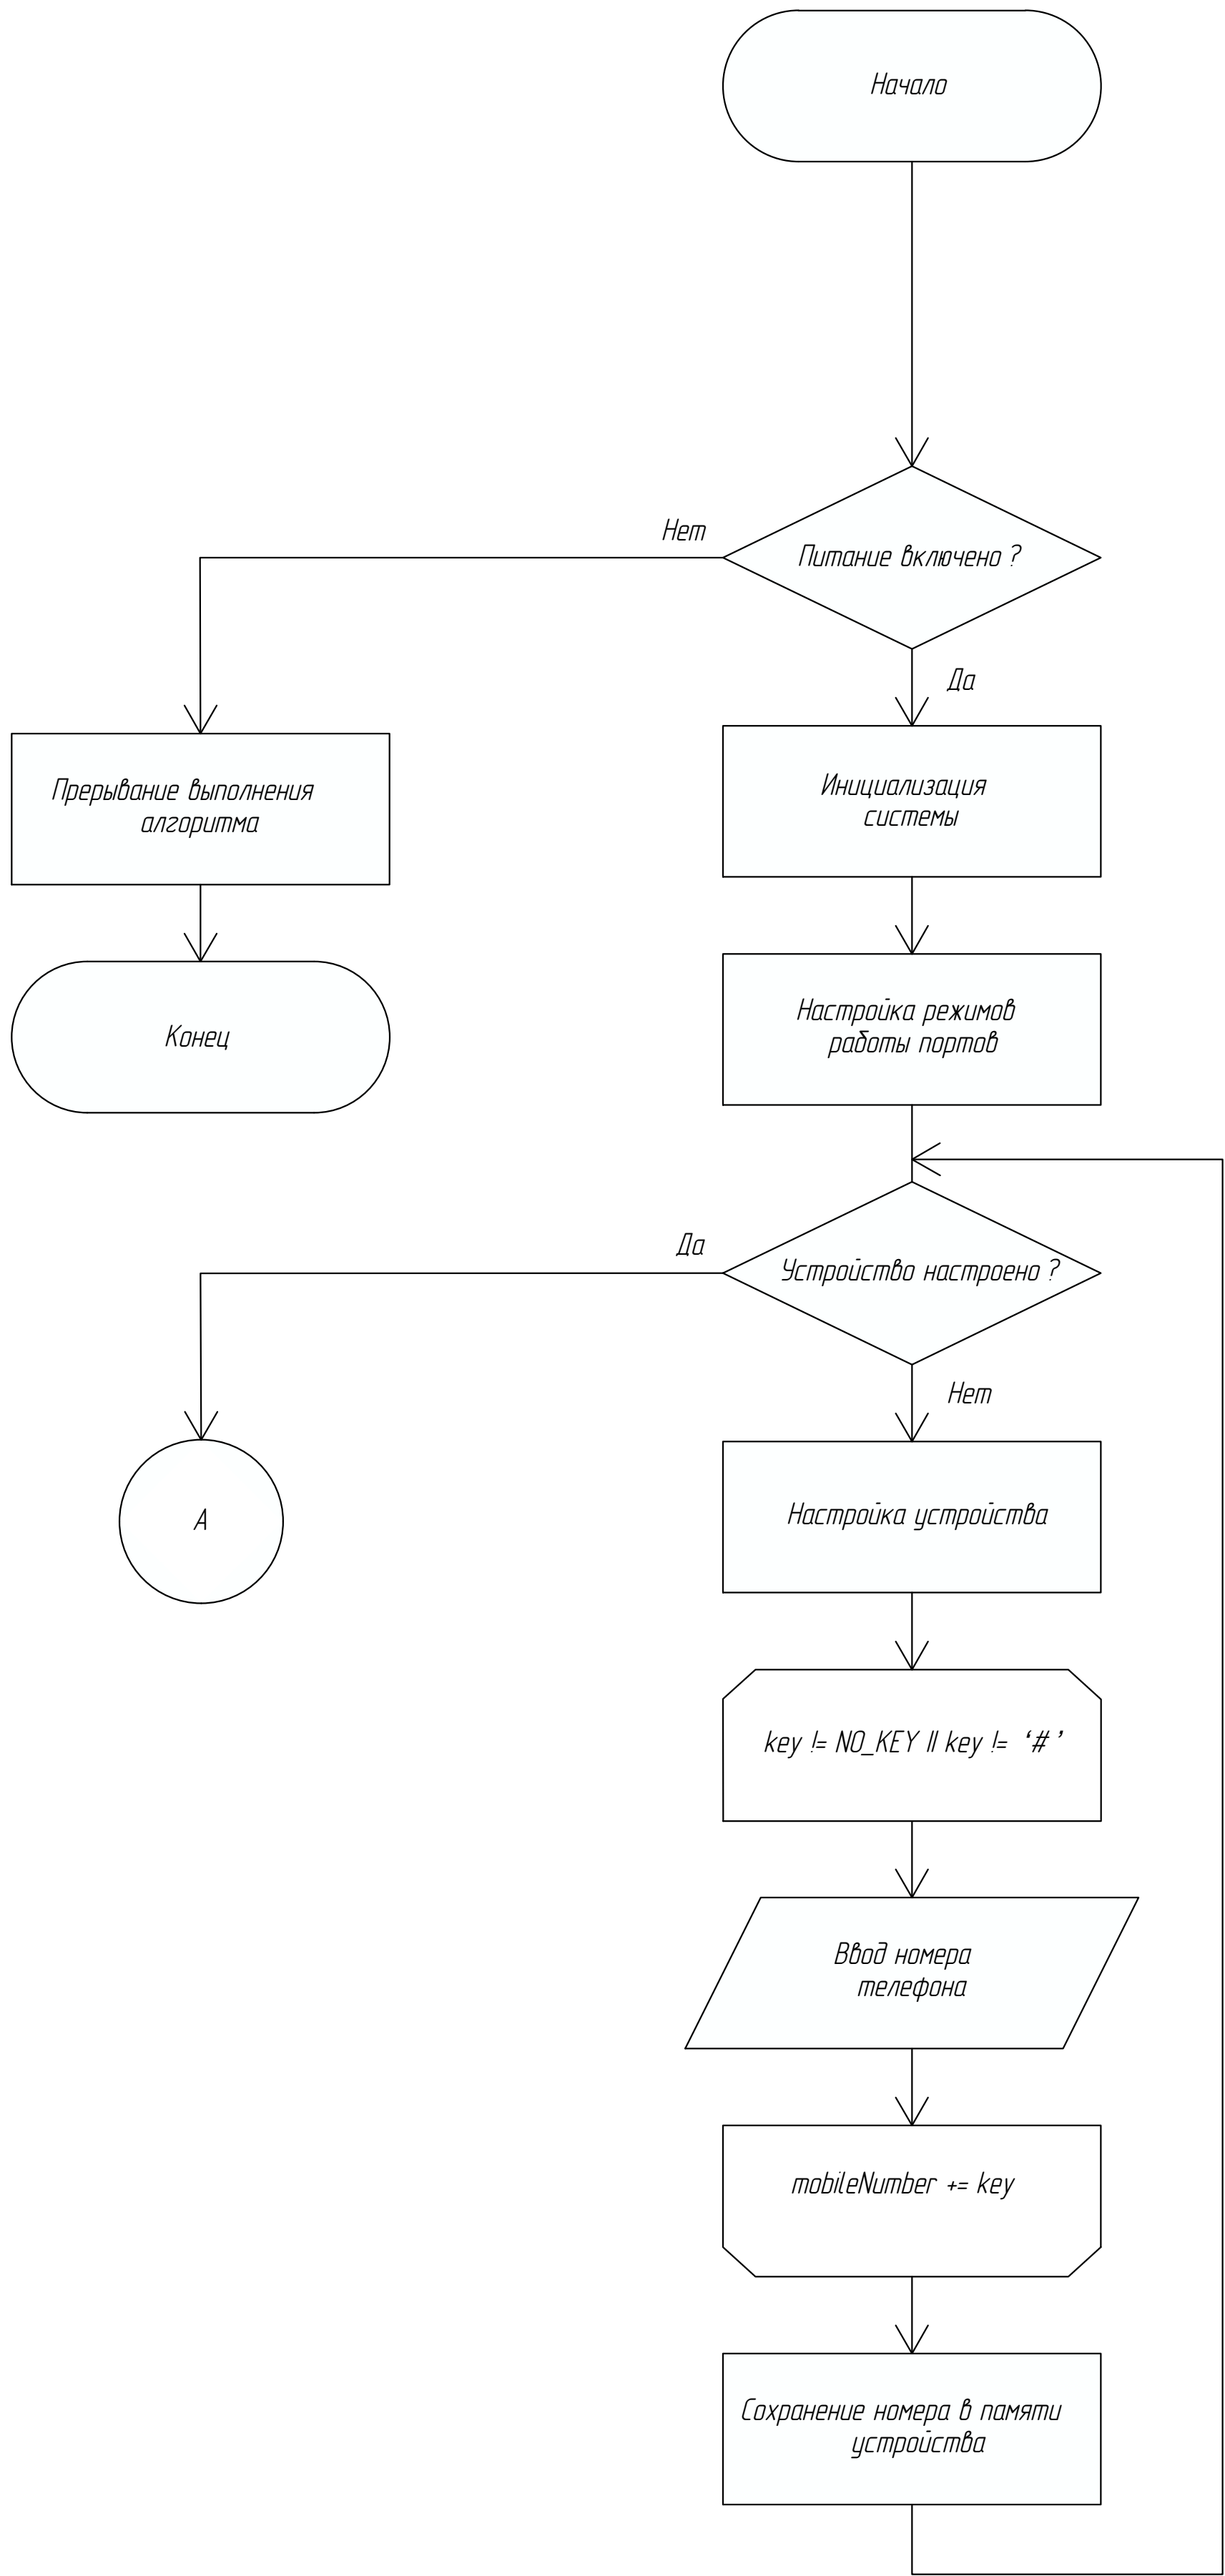 Начало
Питание включено ?
Нет
Да
Прерывание выполнения
алгоритма
Инициализация
системы
Конец
Настройка режимов
работы портов
Устройство настроено ?
Да
Нет
А
Настройка устройства
key != NO_KEY || key != ‘# ’
Ввод номера
телефона
mobileNumber += key
Сохранение номера в памяти
устройства